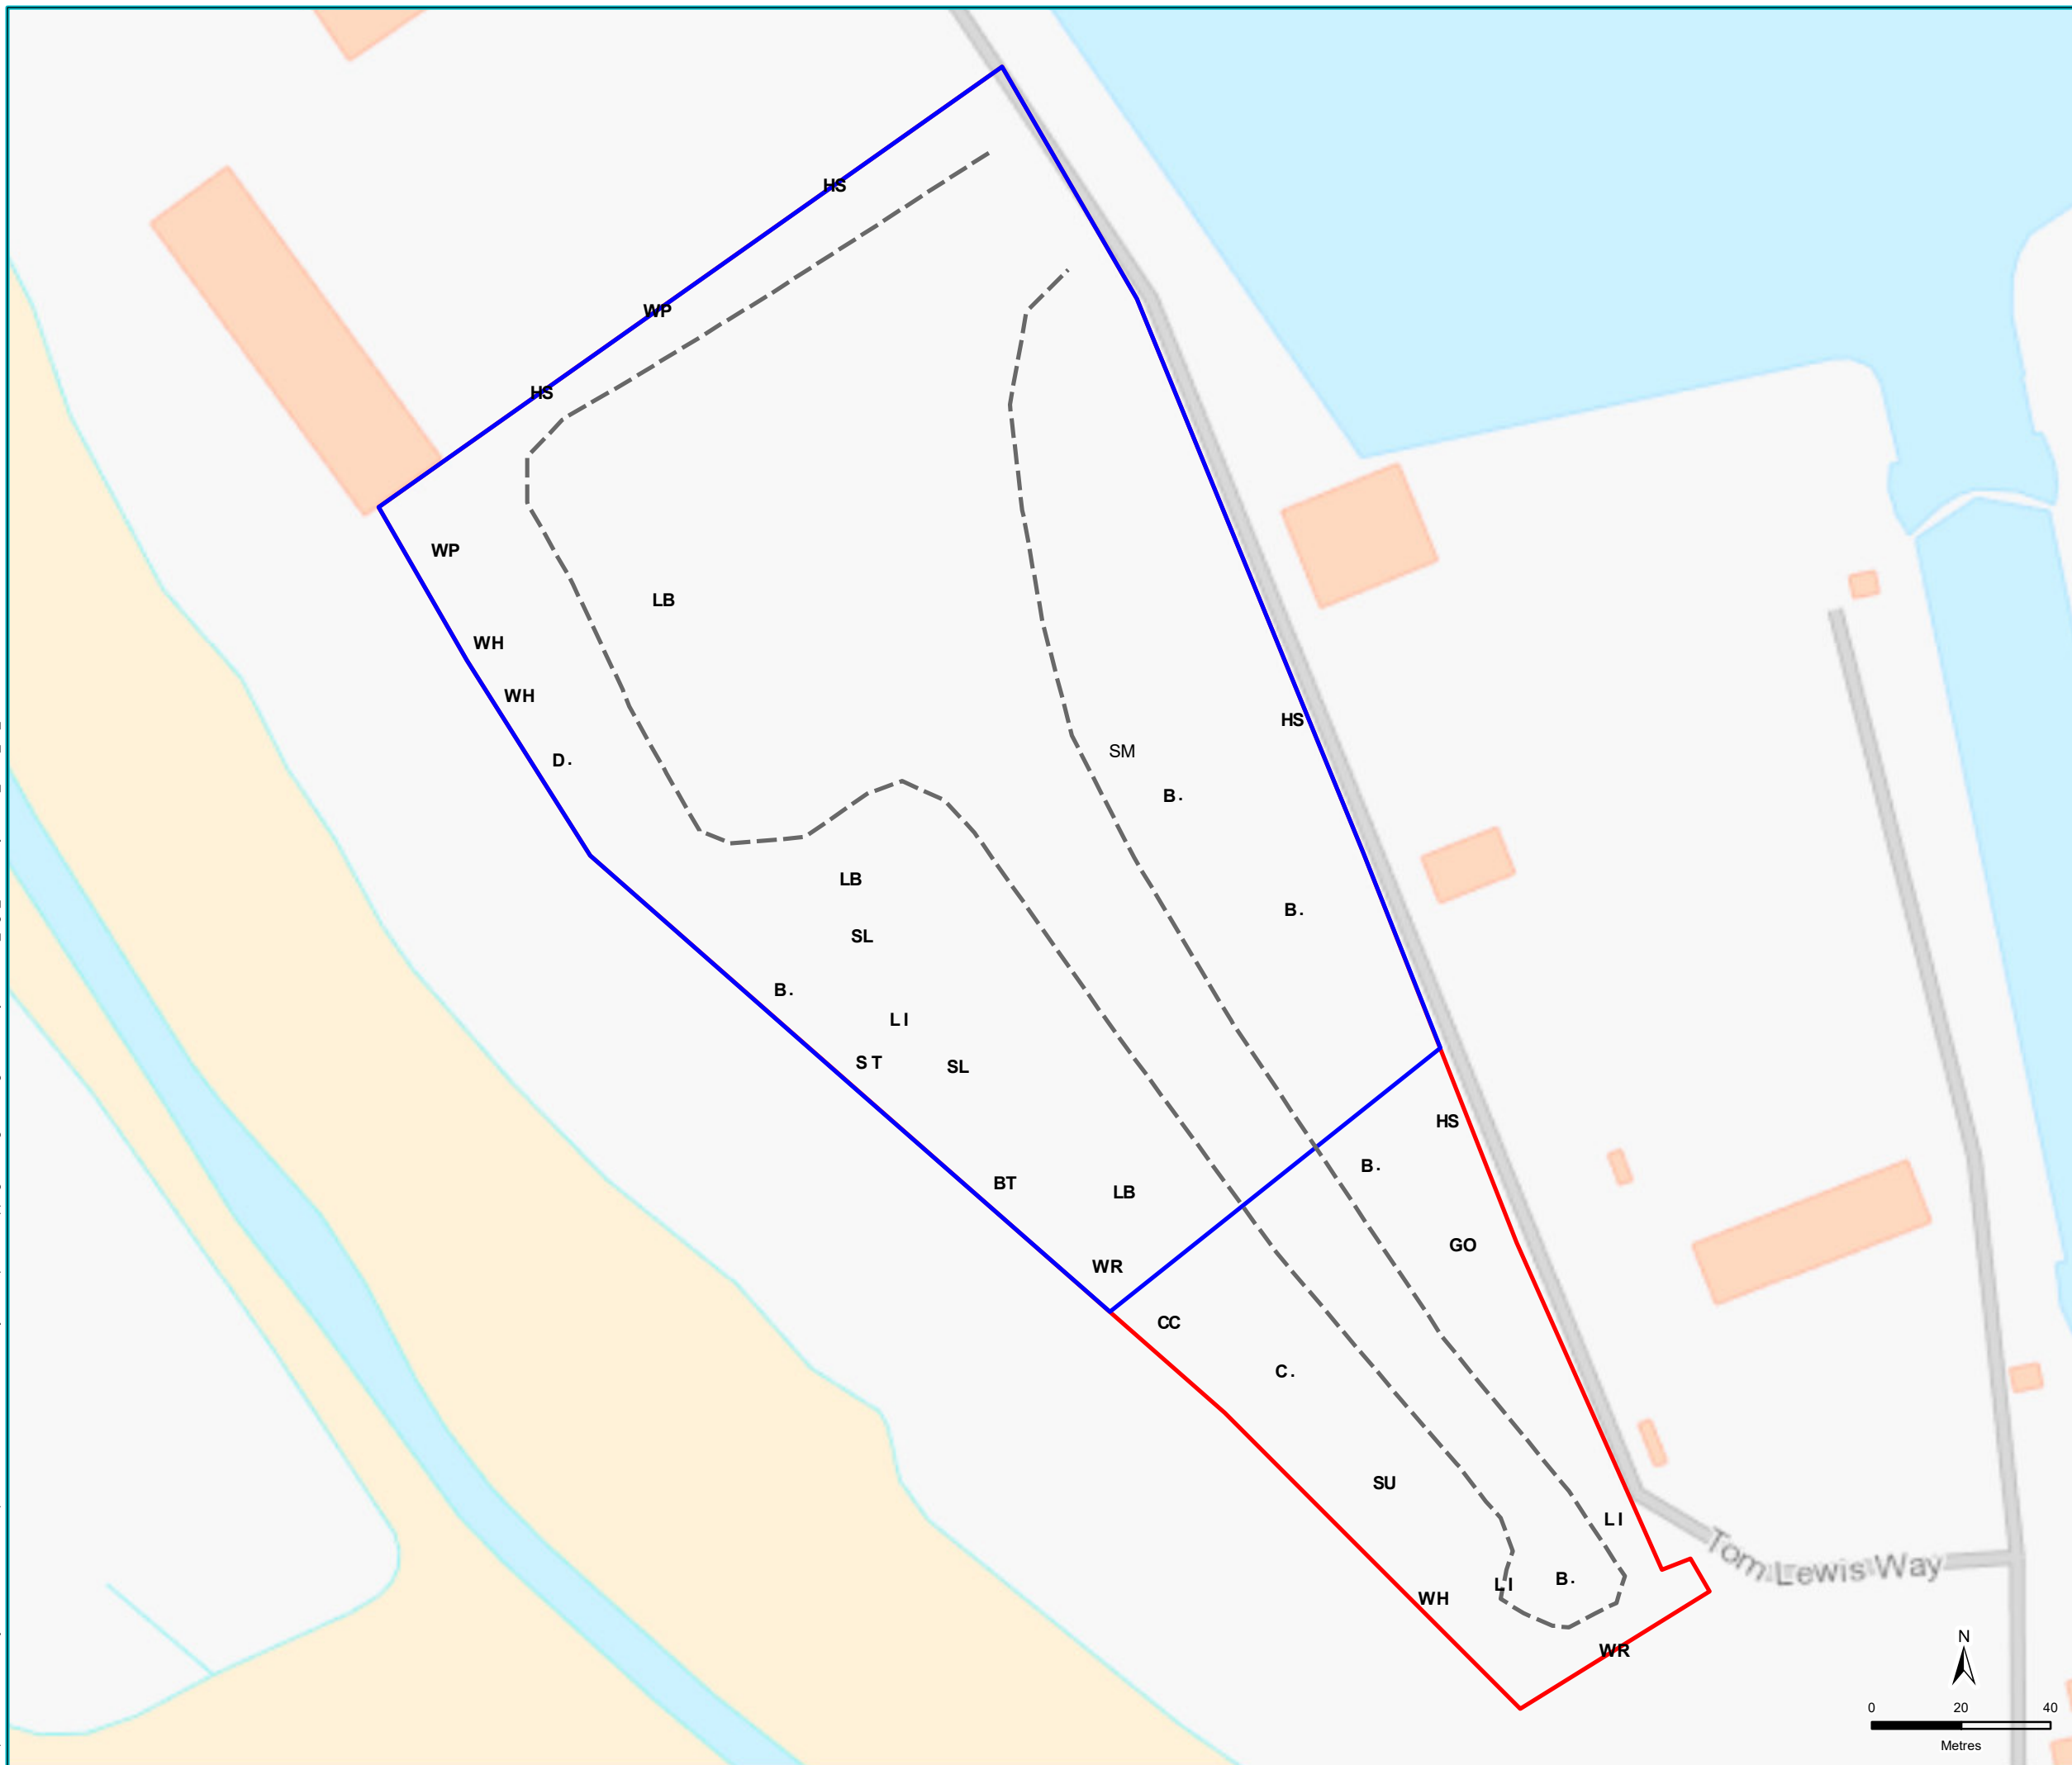 HS
WP
HS
WP
LB
WH
WH
HS
SM
D.
B.
LB
B.
SL
B.
LI
ST
SL
HS
B.
BT
LB
GO
WR
CC
C.
SU
LI
Tom Lewis Way
B.
LI
WH
WR
N
0 20 40
Metres